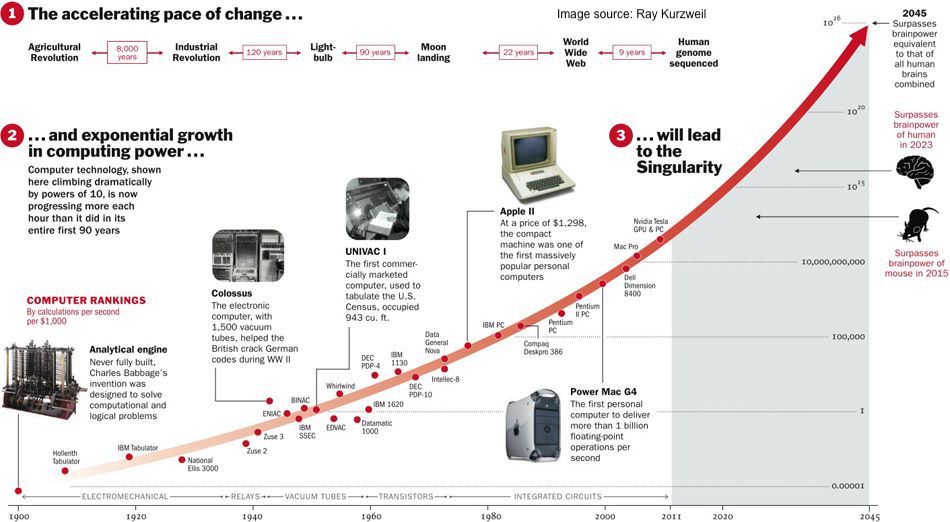 1 The accelerating pace of change ...
Image source: Ray Kurzweil
Agricultural
Revolution
8,000
years
Industrial
Revolution
120 years
Light-
bulb
90 years
Moon
landing
22 years
World
Wide
Web
9 years
Human
genome
sequenced
2 ... and exponential growth
in computing power ...
Computer technology, shown
here climbing dramatically
by powers of 10, is now
progressing more each
hour than it did in its
entire first 90 years
3 ... will lead
to the
Singularity
COMPUTER RANKINGS
By calculations per second
per $1,000
Analytical engine
Never fully built,
Charles Babbage's
invention was
designed to solve
computational and
logical problems
Colossus
The electronic
computer, with
1,500 vacuum
tubes, helped the
British crack German
codes during WW II
UNIVAC I
The first commer-
cially marketed
computer, used to
tabulate the U.S.
Census, occupied
943 cu. ft.
Apple II
At a price of $1,298,
the compact
machine was one of
the first massively
popular personal
computers
Power Mac G4
The first personal
computer to deliver
more than 1 billion
floating-point
operations per
second
Hollerith
Tabulator
IBM Tabulator
National
Ellis 3000
Zuse 2
Zuse 3
ENIAC
BINAC
IBM
SSEC
Whirlwind
EDVAC
DEC
PDP-4
IBM
1130
IBM 1620
Datamatic
1000
DEC
PDP-10
Data
General
Nova
Intellec-8
IBM PC
Compaq
Deskpro 386
Pentium
PC
Pentium
II PC
Dell
Dimension
8400
Mac Pro
Nvidia Tesla
GPU & PC
10^26
10^20
10^15
10,000,000,000
100,000
1
0.00001
2045
Surpasses
brainpower
equivalent
to that of
all human
brains
combined
Surpasses
brainpower
of human
in 2023
Surpasses
brainpower of
mouse in 2015
ELECTROMECHANICAL
RELAYS
VACUUM TUBES
TRANSISTORS
INTEGRATED CIRCUITS
1900
1920
1940
1960
1980
2000
2011
2020
2045